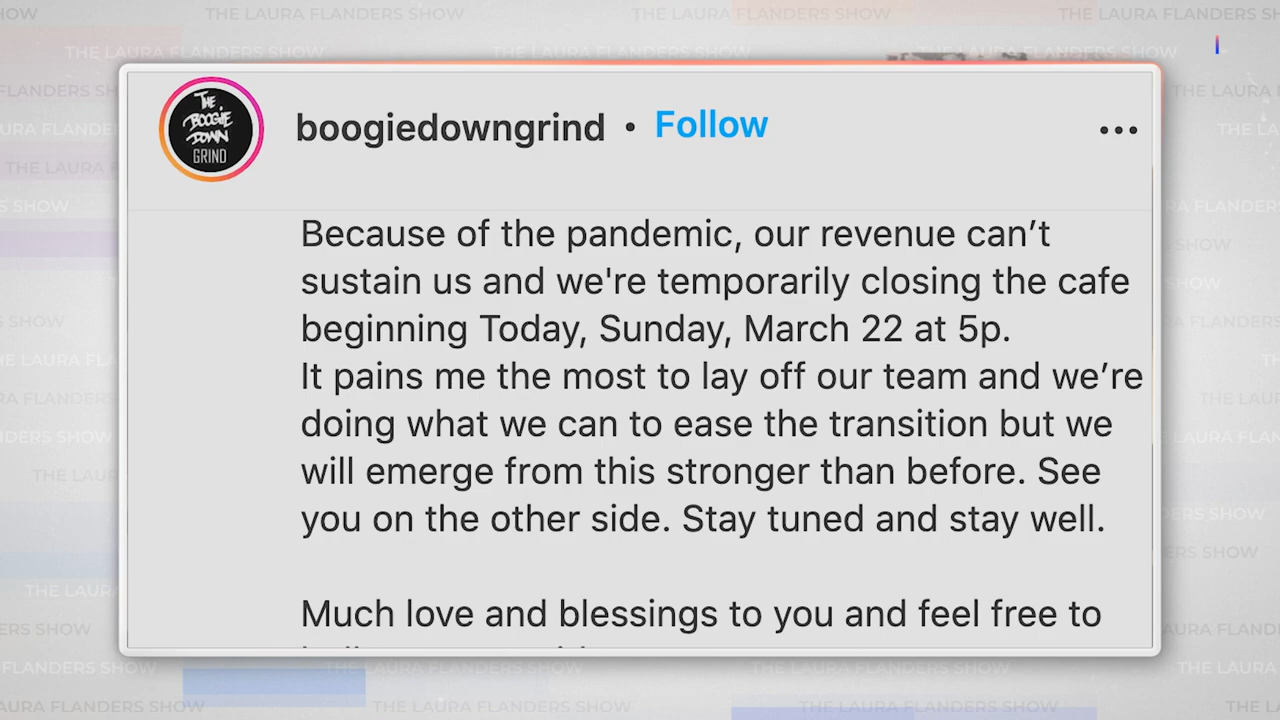 THE LAURA FLANDERS SHOW
THE BOOGIE DOWN GRIND
boogiedowngrind • Follow
Because of the pandemic, our revenue can’t
sustain us and we're temporarily closing the cafe
beginning Today, Sunday, March 22 at 5p.
It pains me the most to lay off our team and we’re
doing what we can to ease the transition but we
will emerge from this stronger than before. See
you on the other side. Stay tuned and stay well.
Much love and blessings to you and feel free to